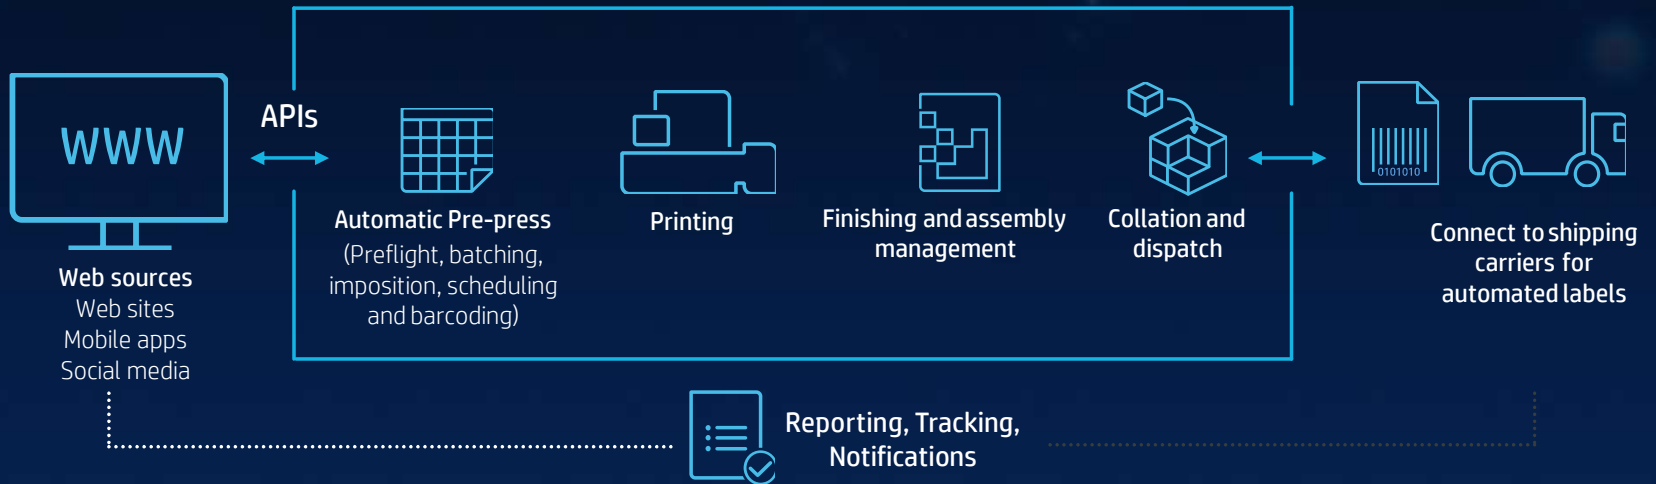 WWW
Web sources
Web sites
Mobile apps
Social media
APIs
Automatic Pre-press
(Preflight, batching,
imposition, scheduling
and barcoding)
Printing
Finishing and assembly
management
Collation and
dispatch
0101010
Connect to shipping
carriers for
automated labels
Reporting, Tracking,
Notifications